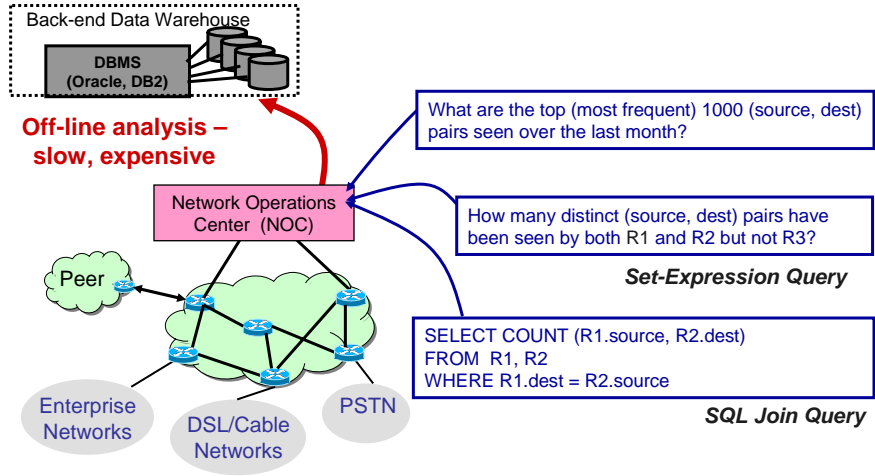 Back-end Data Warehouse
DBMS
(Oracle, DB2)
Off-line analysis –
slow, expensive
What are the top (most frequent) 1000 (source, dest)
pairs seen over the last month?
Network Operations
Center (NOC)
How many distinct (source, dest) pairs have
been seen by both R1 and R2 but not R3?
Set-Expression Query
Peer
SELECT COUNT (R1.source, R2.dest)
FROM R1, R2
WHERE R1.dest = R2.source
SQL Join Query
Enterprise
Networks
DSL/Cable
Networks
PSTN